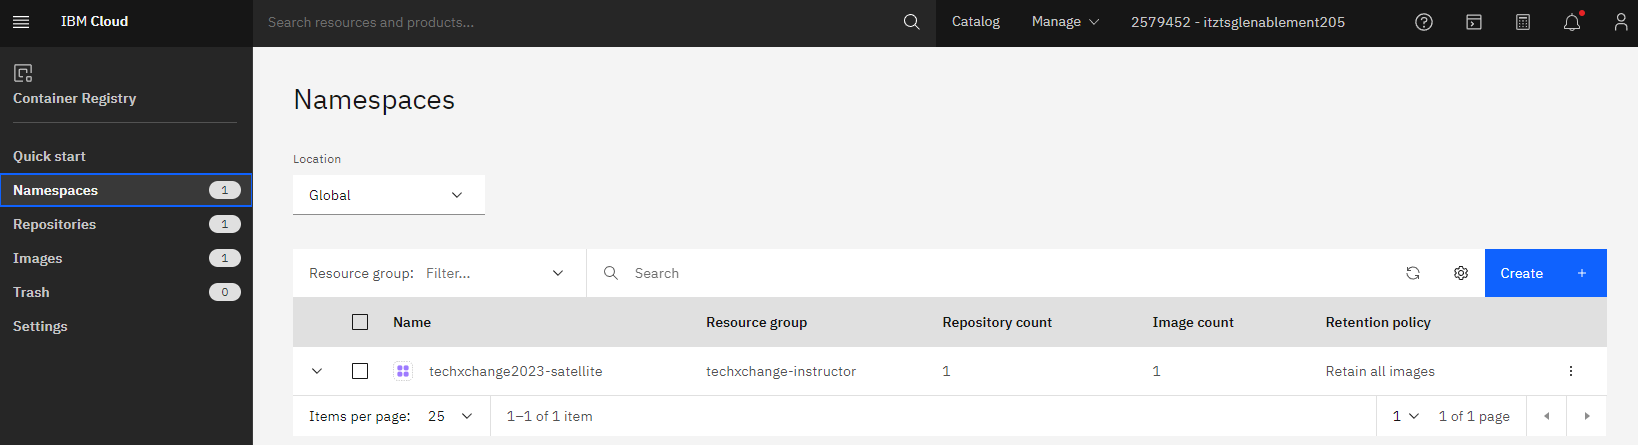 IBM Cloud
Search resources and products...
Catalog
Manage
2579452 - itztsglenablement205
Container Registry
Quick start
Namespaces 1
Repositories 1
Images 1
Trash 0
Settings
Namespaces
Location
Global
Resource group: Filter...
Search
Create +
Name Resource group Repository count Image count Retention policy
techxchange2023-satellite techxchange-instructor 1 1 Retain all images
Items per page: 25 1–1 of 1 item 1 1 of 1 page